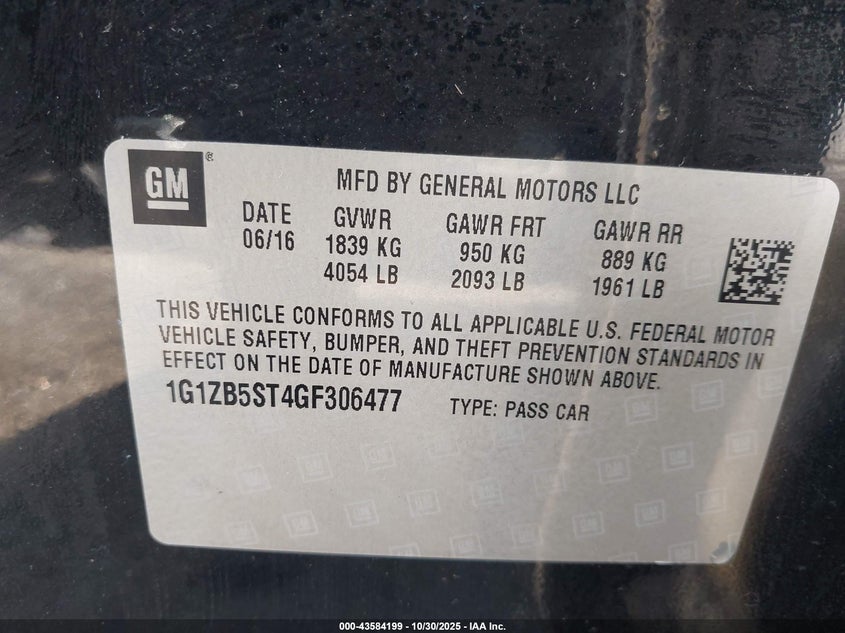 GM®
MFD BY GENERAL MOTORS LLC
DATE GVWR GAWR FRT GAWR RR
06/16 1839 KG 950 KG 889 KG
4054 LB 2093 LB 1961 LB
THIS VEHICLE CONFORMS TO ALL APPLICABLE U.S. FEDERAL MOTOR
VEHICLE SAFETY, BUMPER, AND THEFT PREVENTION STANDARDS IN
EFFECT ON THE DATE OF MANUFACTURE SHOWN ABOVE.
1G1ZB5ST4GF306477 TYPE: PASS CAR
000-43584199 - 10/30/2025 - IAA Inc.